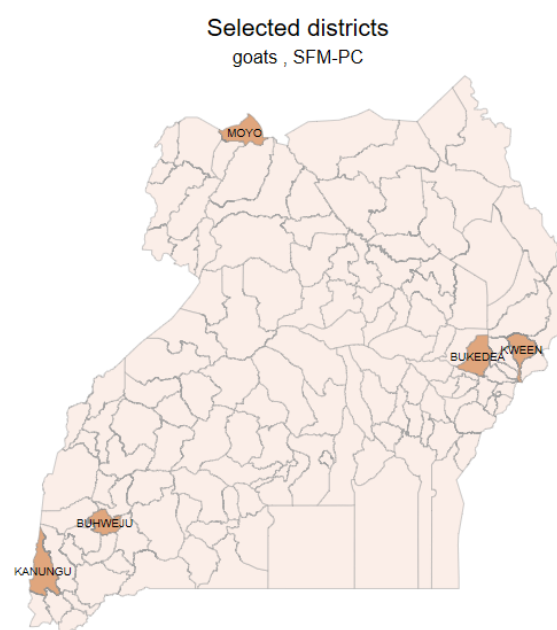 Selected districts
goats , SFM-PC
MOYO
BUKEDEA
KWEEN
BUHWEJU
KANUNGU